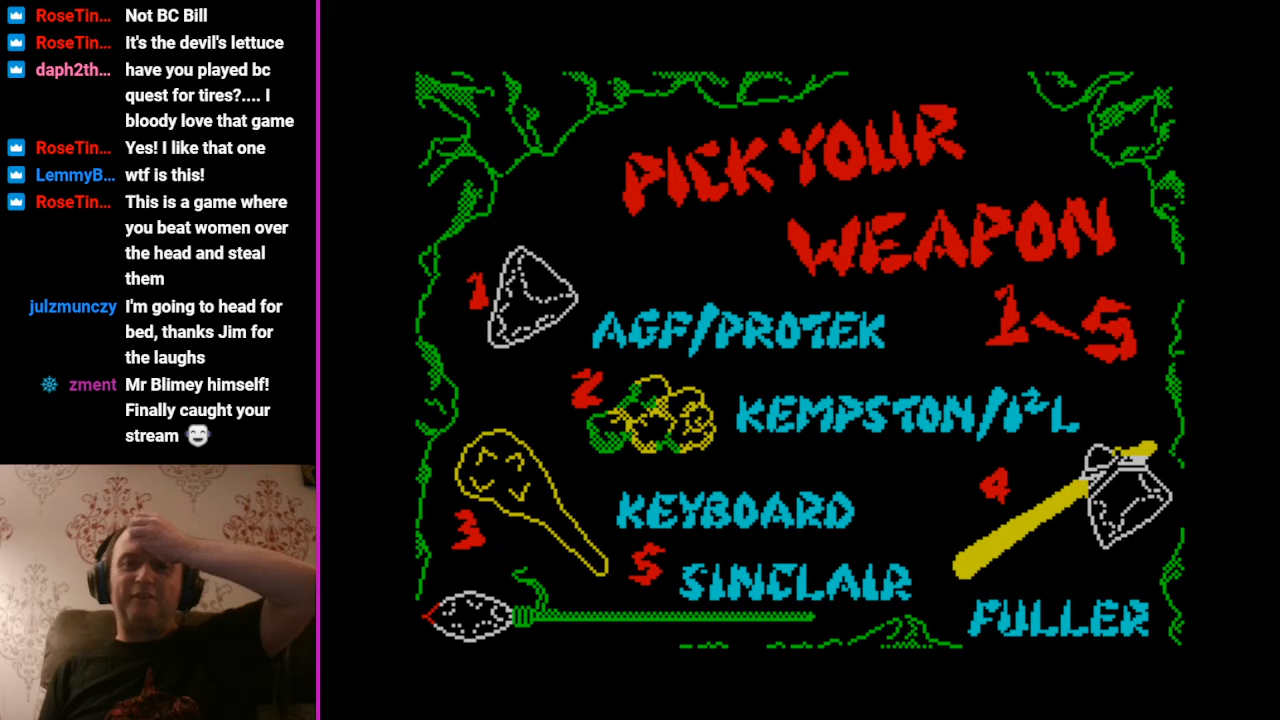 RoseTin... Not BC Bill
RoseTin... It's the devil's lettuce
daph2th... have you played bc
quest for tires?.... I
bloody love that game
RoseTin... Yes! I like that one
LemmyB... wtf is this!
RoseTin... This is a game where
you beat women over
the head and steal
them
julzmunczy I'm going to head for
bed, thanks Jim for
the laughs
zment Mr Blimey himself!
Finally caught your
stream
PICK YOUR
WEAPON
1-5
1 AGF/PROTEK
2 KEMPSTON/I²L
3 KEYBOARD
4 FULLER
5 SINCLAIR